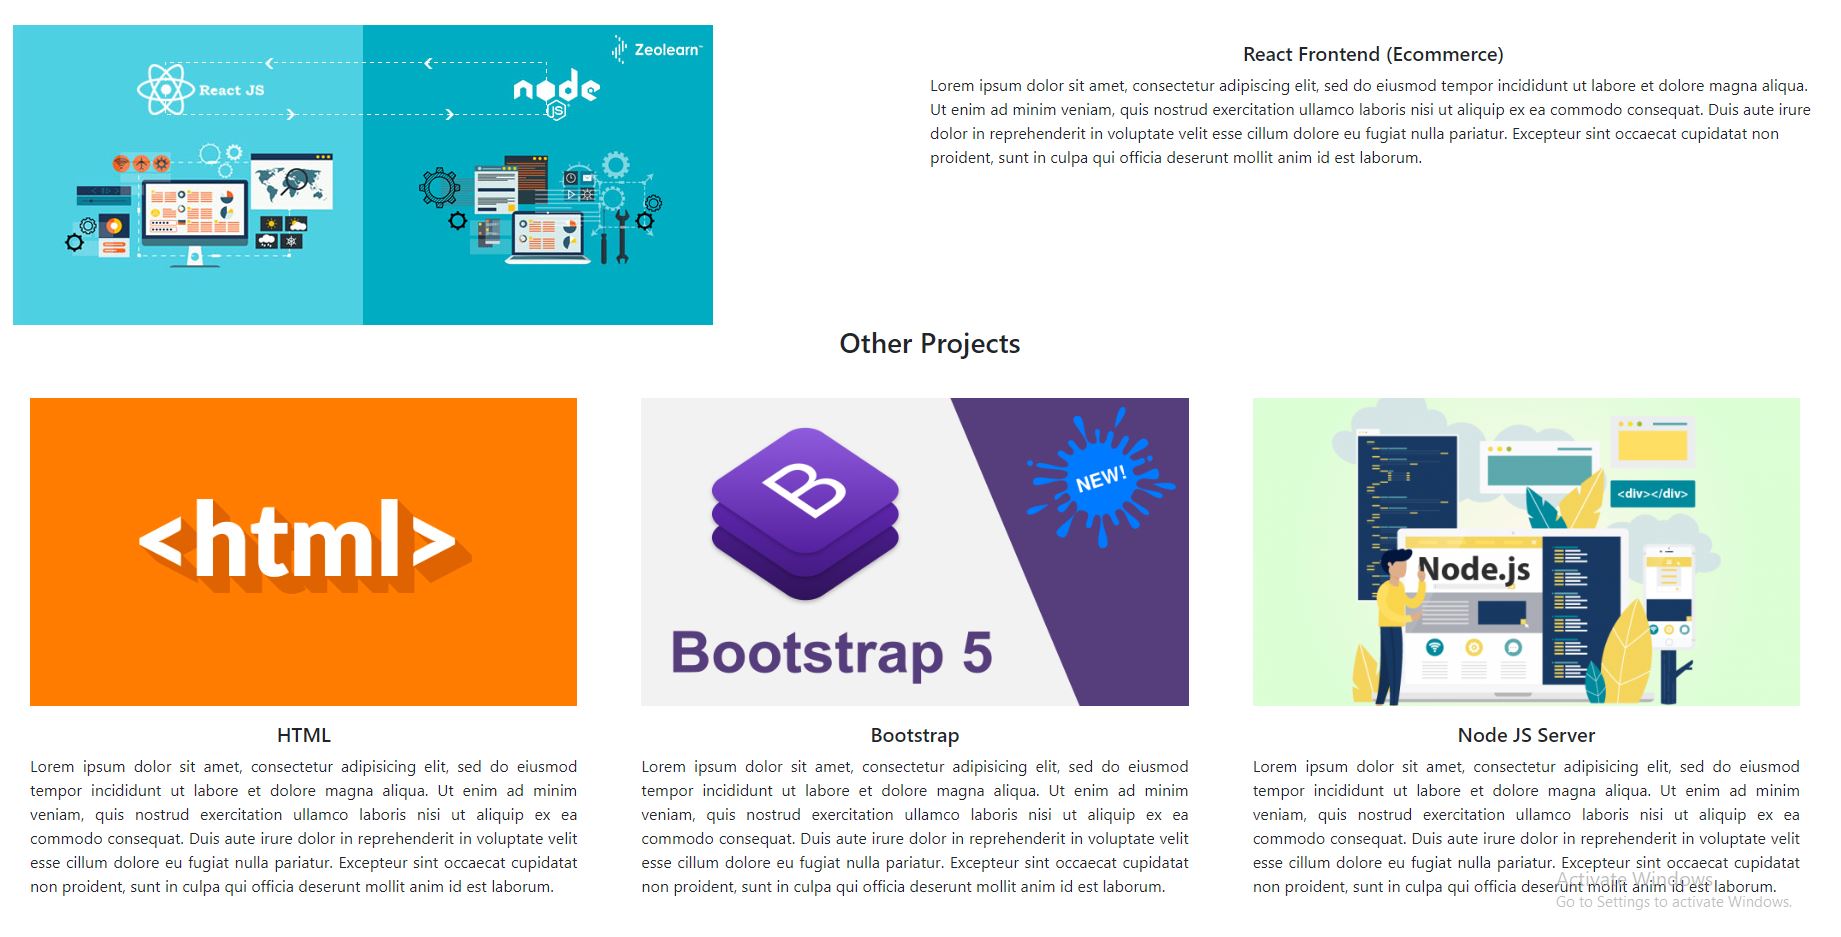 Zeolearn
React JS
node
JS
React Frontend (Ecommerce)
Lorem ipsum dolor sit amet, consectetur adipisicing elit, sed do eiusmod tempor incididunt ut labore et dolore magna aliqua.
Ut enim ad minim veniam, quis nostrud exercitation ullamco laboris nisi ut aliquip ex ea commodo consequat. Duis aute irure
dolor in reprehenderit in voluptate velit esse cillum dolore eu fugiat nulla pariatur. Excepteur sint occaecat cupidatat non
proident, sunt in culpa qui officia deserunt mollit anim id est laborum.
Other Projects
<html>
B
NEW!
Bootstrap 5
<div></div>
Node.js
HTML
Lorem ipsum dolor sit amet, consectetur adipisicing elit, sed do eiusmod
tempor incididunt ut labore et dolore magna aliqua. Ut enim ad minim
veniam, quis nostrud exercitation ullamco laboris nisi ut aliquip ex ea
commodo consequat. Duis aute irure dolor in reprehenderit in voluptate velit
esse cillum dolore eu fugiat nulla pariatur. Excepteur sint occaecat cupidatat
non proident, sunt in culpa qui officia deserunt mollit anim id est laborum.
Bootstrap
Lorem ipsum dolor sit amet, consectetur adipisicing elit, sed do eiusmod
tempor incididunt ut labore et dolore magna aliqua. Ut enim ad minim
veniam, quis nostrud exercitation ullamco laboris nisi ut aliquip ex ea
commodo consequat. Duis aute irure dolor in reprehenderit in voluptate velit
esse cillum dolore eu fugiat nulla pariatur. Excepteur sint occaecat cupidatat
non proident, sunt in culpa qui officia deserunt mollit anim id est laborum.
Node JS Server
Lorem ipsum dolor sit amet, consectetur adipisicing elit, sed do eiusmod
tempor incididunt ut labore et dolore magna aliqua. Ut enim ad minim
veniam, quis nostrud exercitation ullamco laboris nisi ut aliquip ex ea
commodo consequat. Duis aute irure dolor in reprehenderit in voluptate velit
esse cillum dolore eu fugiat nulla pariatur. Excepteur sint occaecat cupidatat
non proident, sunt in culpa qui officia deserunt mollit anim id est laborum.
Activate Windows
Go to Settings to activate Windows.